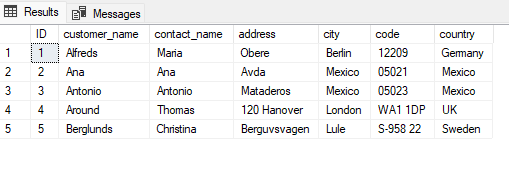 Results Messages
ID customer_name contact_name address city code country
1 1 Alfreds Maria Obere Berlin 12209 Germany
2 2 Ana Ana Avda Mexico 05021 Mexico
3 3 Antonio Antonio Mataderos Mexico 05023 Mexico
4 4 Around Thomas 120 Hanover London WA1 1DP UK
5 5 Berglunds Christina Berguvsvagen Lule S-958 22 Sweden